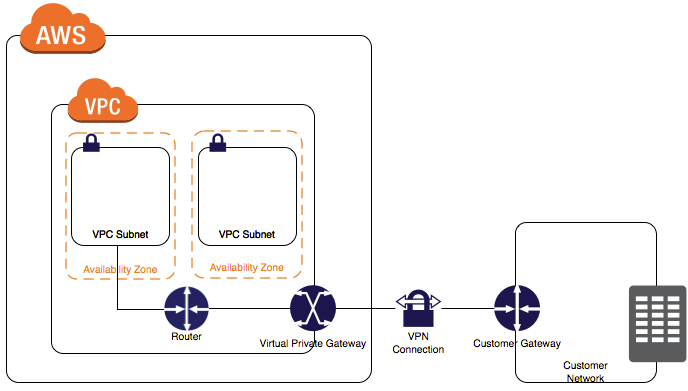 AWS
VPC
VPC Subnet
VPC Subnet
Availability Zone
Availability Zone
Router
Virtual Private Gateway
VPN
Connection
Customer Gateway
Customer
Network